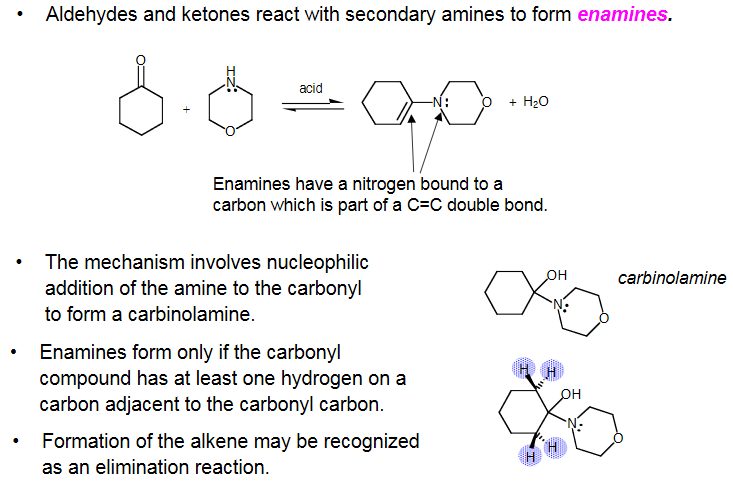 • Aldehydes and ketones react with secondary amines to form enamines.
O
H
N:
O
+
acid
N:
O
+ H₂O
Enamines have a nitrogen bound to a
carbon which is part of a C=C double bond.
• The mechanism involves nucleophilic
addition of the amine to the carbonyl
to form a carbinolamine.
OH
N:
O
carbinolamine
• Enamines form only if the carbonyl
compound has at least one hydrogen on a
carbon adjacent to the carbonyl carbon.
H H
OH
N:
O
H
H
• Formation of the alkene may be recognized
as an elimination reaction.